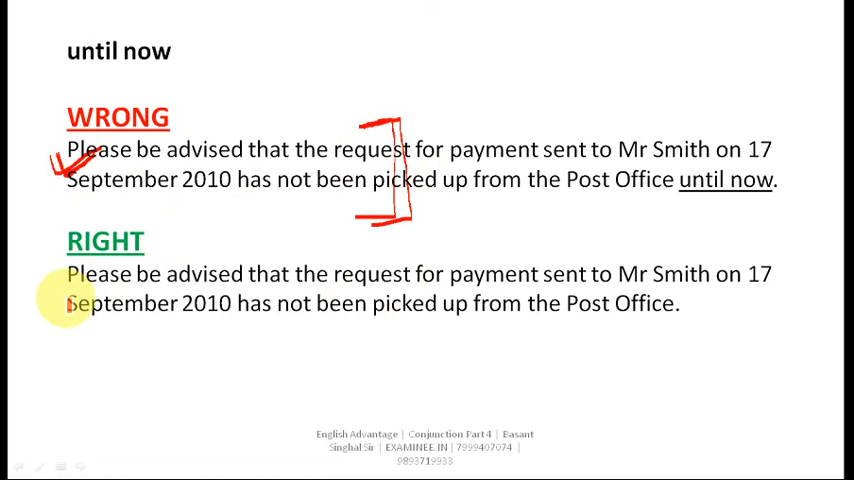 until now
WRONG
Please be advised that the request for payment sent to Mr Smith on 17
September 2010 has not been picked up from the Post Office until now.
RIGHT
Please be advised that the request for payment sent to Mr Smith on 17
September 2010 has not been picked up from the Post Office.
English Advantage | Conjunction Part 4 | Basant
Singhal Sir | EXAMINEE.IN | 7999407074 |
9893719933